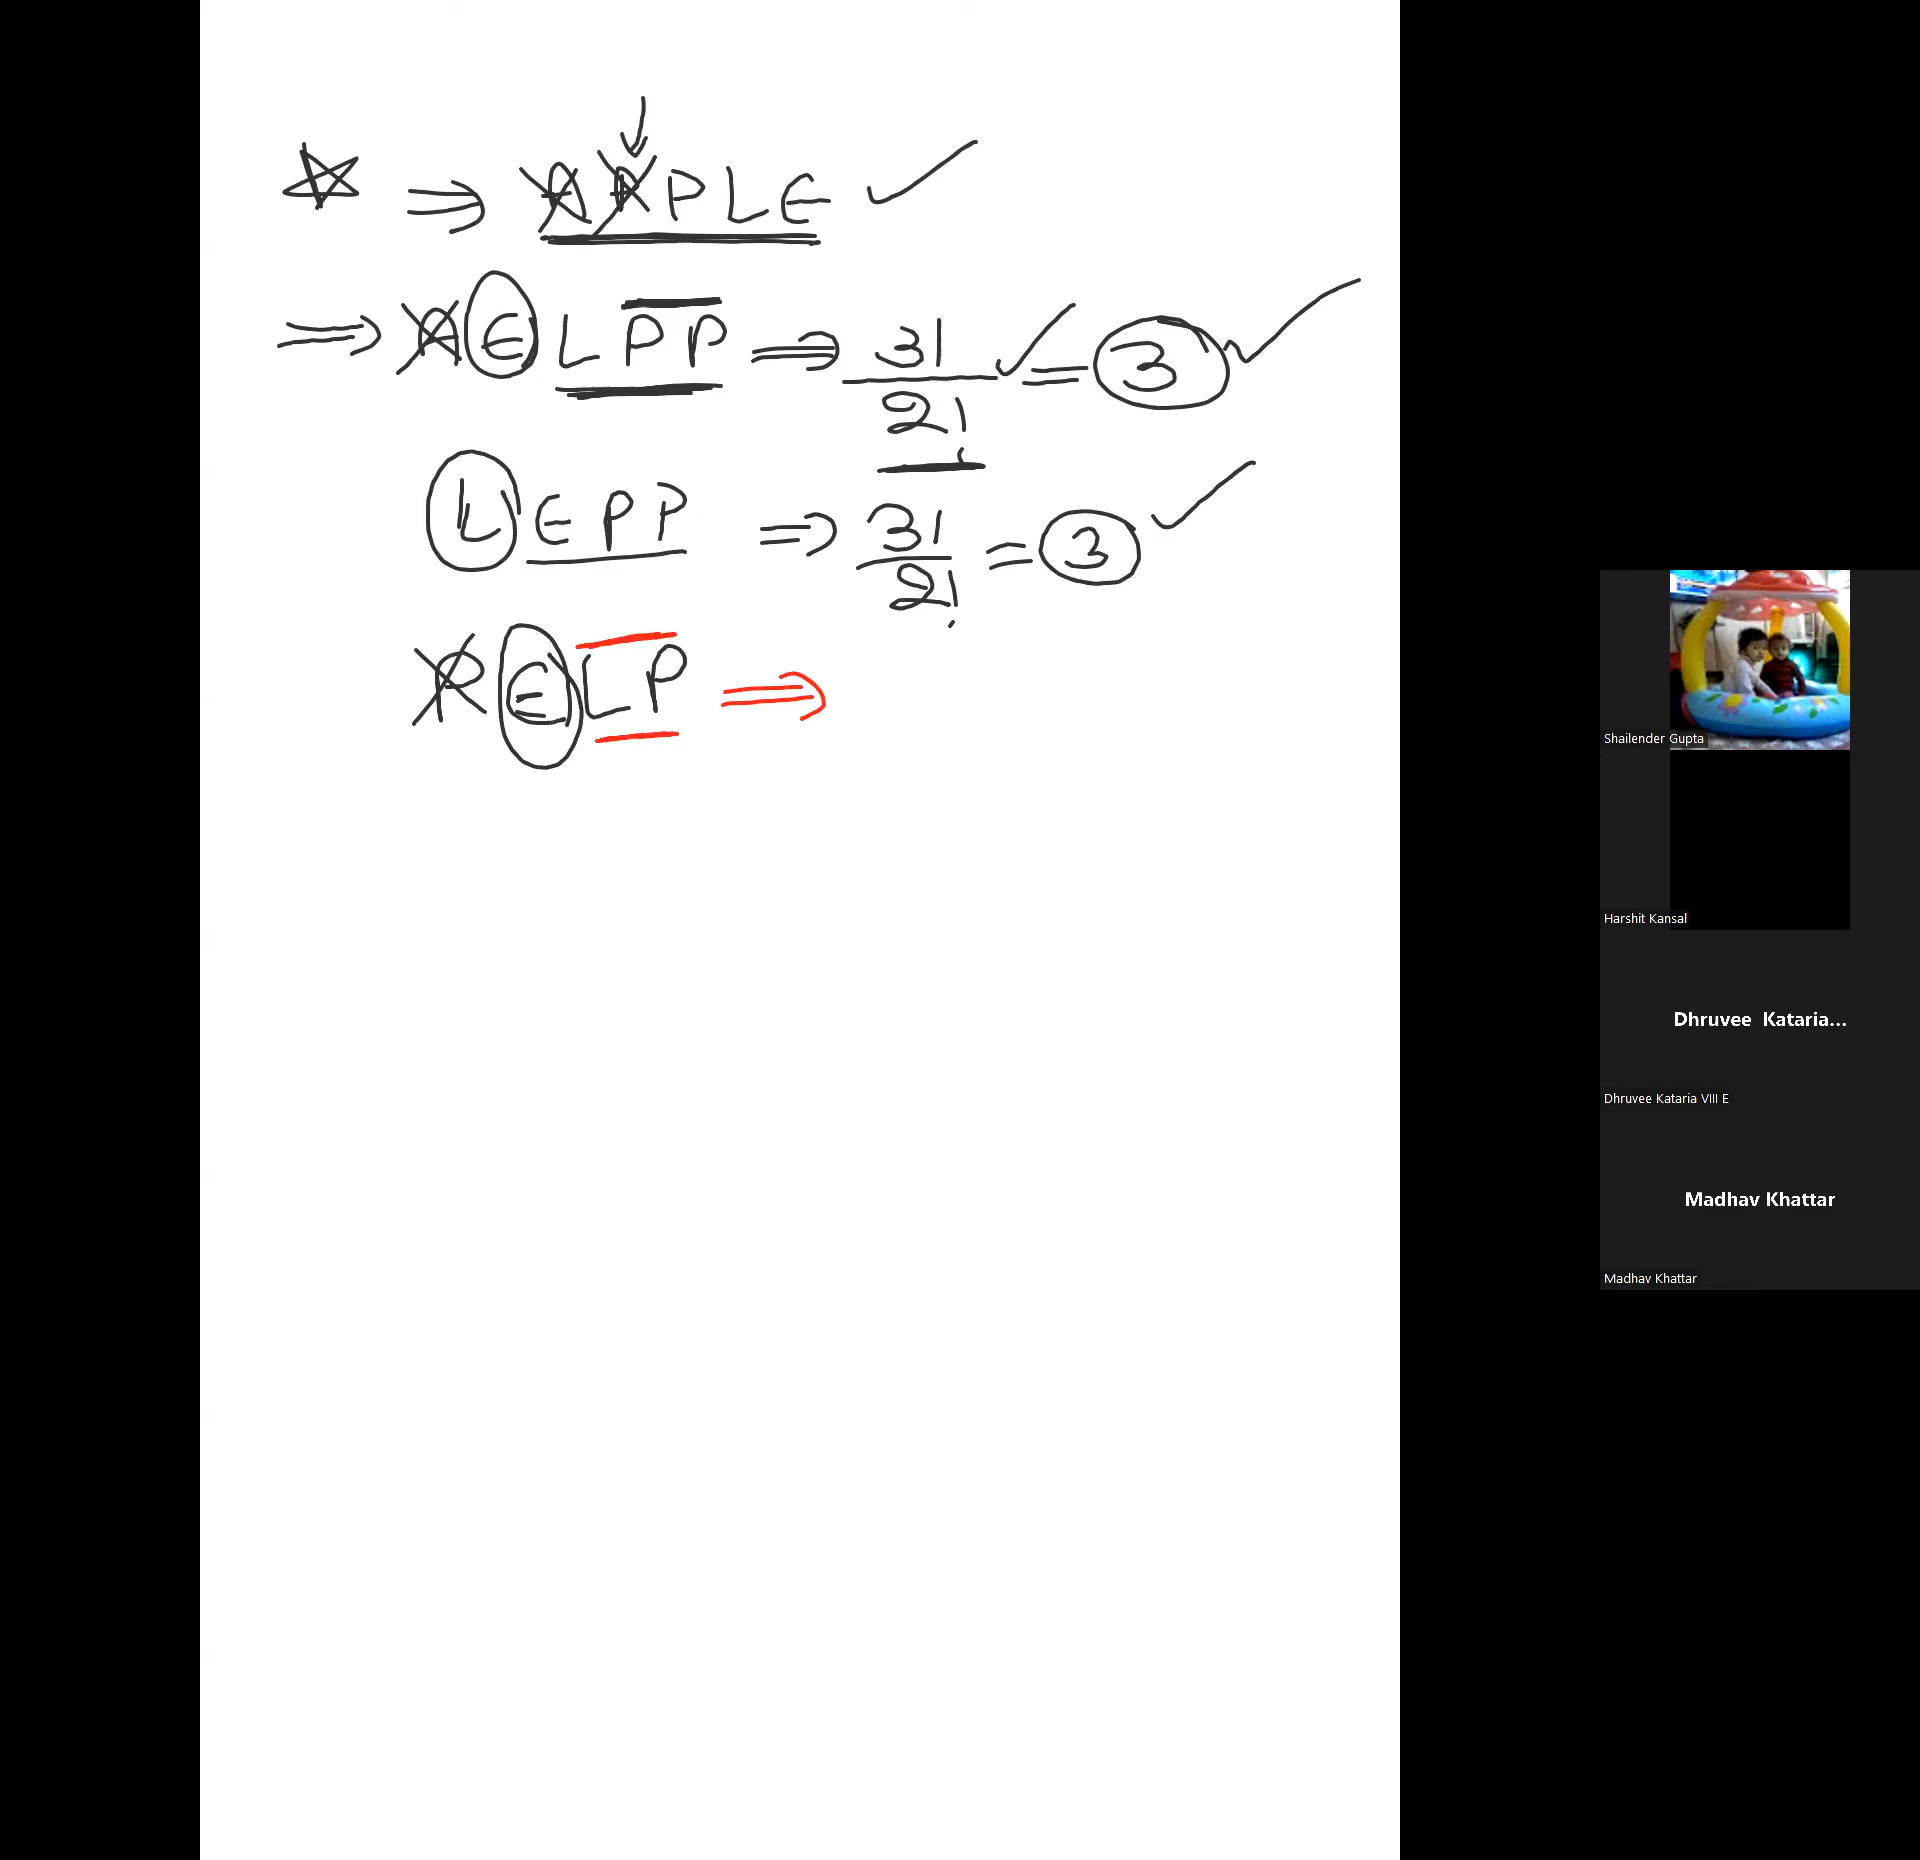 ⇒ APPLE ✓
⇒ AELPP ⇒ 3!/2! ✓ = 3 ✓
LEPP ⇒ 3!/2! = 3 ✓
PELP ⇒
Shailender Gupta
Harshit Kansal
Dhruvee Kataria...
Dhruvee Kataria VIII E
Madhav Khattar
Madhav Khattar